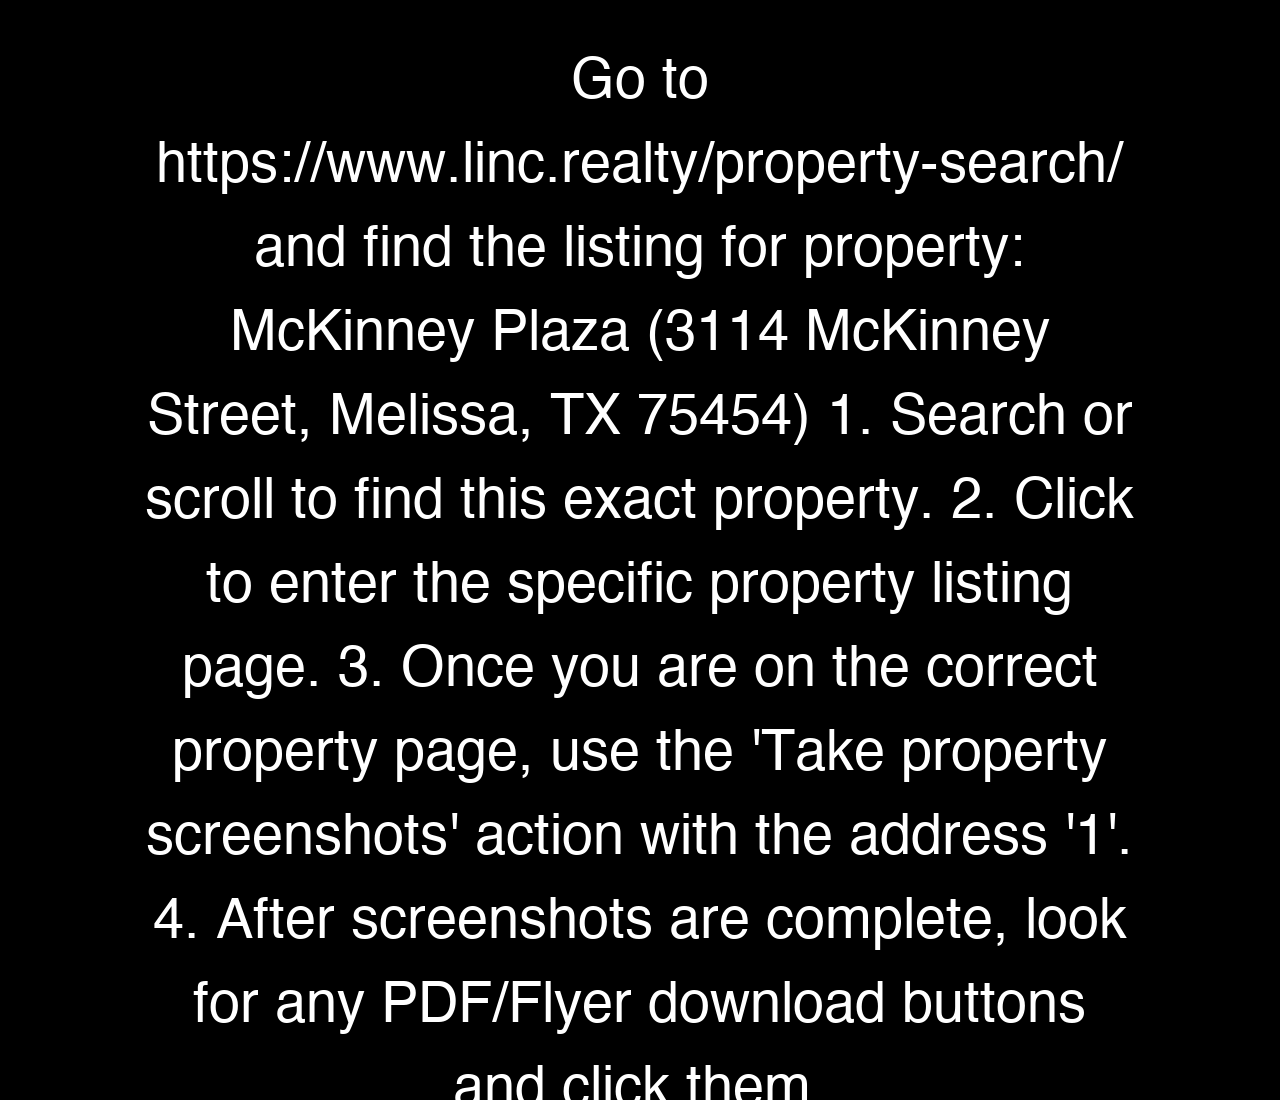 Go to
https://www.linc.realty/property-search/
and find the listing for property:
McKinney Plaza (3114 McKinney
Street, Melissa, TX 75454) 1. Search or
scroll to find this exact property. 2. Click
to enter the specific property listing
page. 3. Once you are on the correct
property page, use the 'Take property
screenshots' action with the address '1'.
4. After screenshots are complete, look
for any PDF/Flyer download buttons
and click them